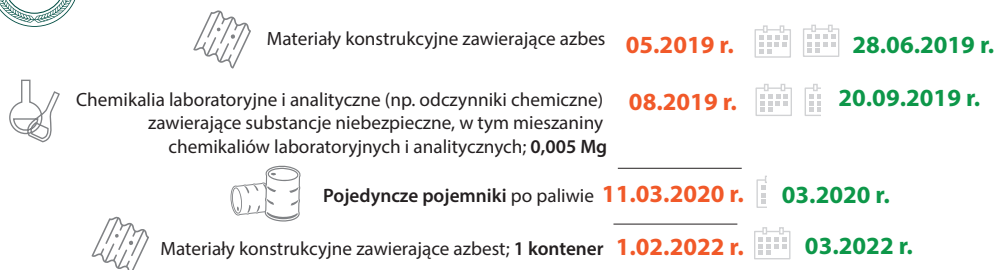 Materiały konstrukcyjne zawierające azbes 05.2019 r. 28.06.2019 r.
Chemikalia laboratoryjne i analityczne (np. odczynniki chemiczne) 08.2019 r. 20.09.2019 r.
zawierające substancje niebezpieczne, w tym mieszaniny
chemikaliów laboratoryjnych i analitycznych; 0,005 Mg
Pojedyncze pojemniki po paliwie 11.03.2020 r. 03.2020 r.
Materiały konstrukcyjne zawierające azbest; 1 kontener 1.02.2022 r. 03.2022 r.